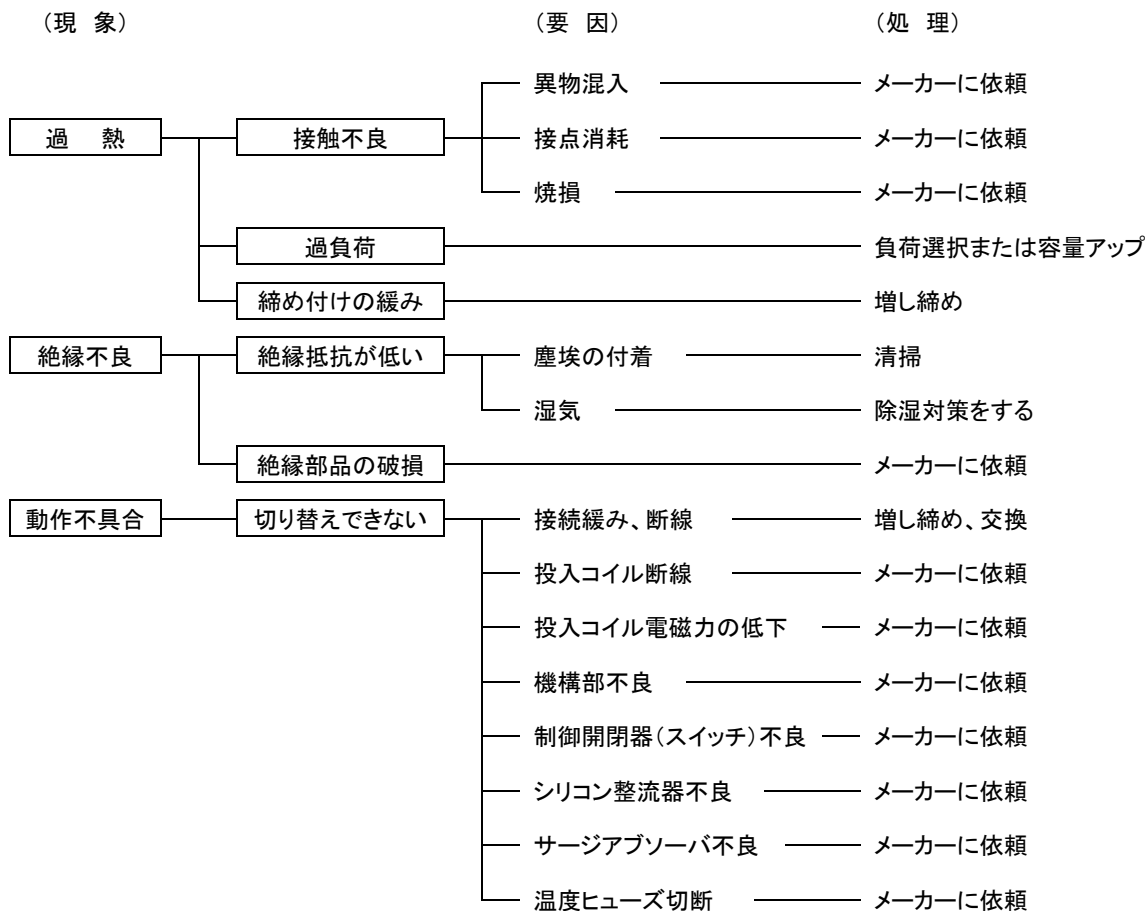 （現　象） （要　因） （処　理）
異物混入 メーカーに依頼
過　熱 接触不良 接点消耗 メーカーに依頼
焼損 メーカーに依頼
過負荷 負荷選択または容量アップ
締め付けの緩み 増し締め
絶縁不良 絶縁抵抗が低い 塵埃の付着 清掃
湿気 除湿対策をする
絶縁部品の破損 メーカーに依頼
動作不具合 切り替えできない 接続緩み、断線 増し締め、交換
投入コイル断線 メーカーに依頼
投入コイル電磁力の低下 メーカーに依頼
機構部不良 メーカーに依頼
制御開閉器（スイッチ）不良 メーカーに依頼
シリコン整流器不良 メーカーに依頼
サージアブソーバ不良 メーカーに依頼
温度ヒューズ切断 メーカーに依頼